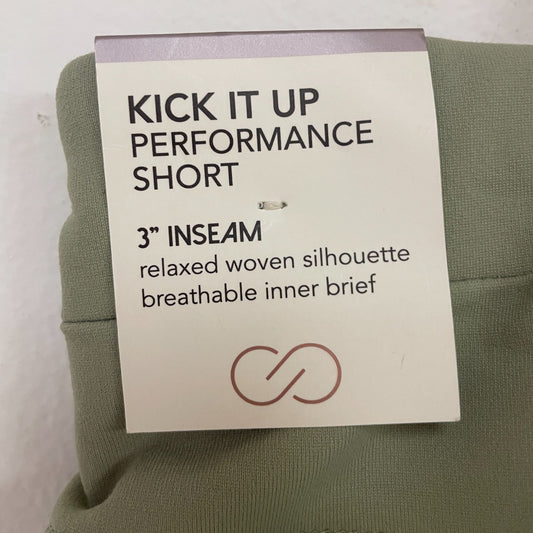 KICK IT UP
PERFORMANCE
SHORT
3” INSEAM
relaxed woven silhouette
breathable inner brief